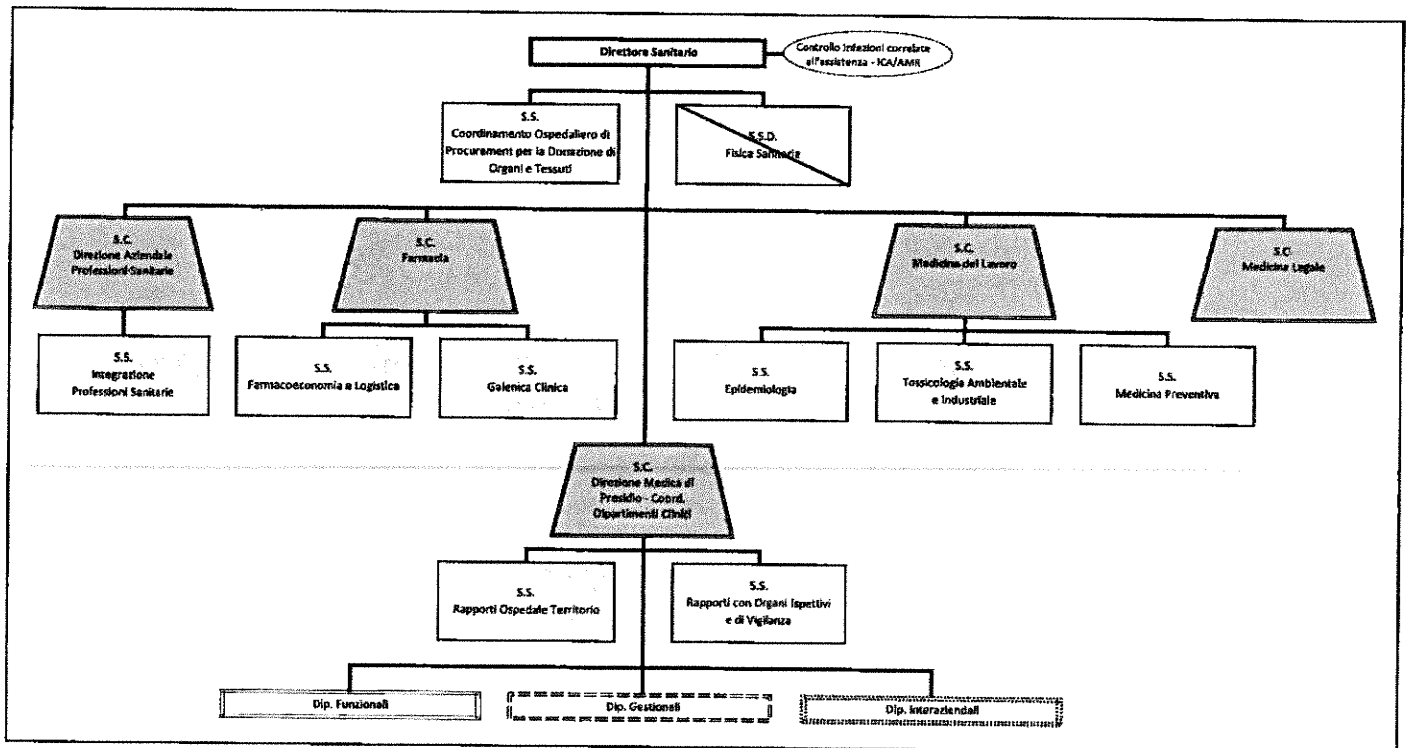 Direttore Sanitario
Controllo Infezioni correlate
all'assistenza - ICA/AMR
S.S.
Coordinamento Ospedaliero di
Procurament per la Donazione di
Organi e Tessuti
S.S.D.
Fisica Sanitaria
S.C.
Direzione Aziendale
Professioni Sanitarie
S.C.
Farmacia
S.C.
Medicina del Lavoro
S.C.
Medicina Legale
S.S.
Integrazione
Professioni Sanitarie
S.S.
Farmacoeconomia e Logistica
S.S.
Galenica Clinica
S.S.
Epidemiologia
S.S.
Tossicologia Ambientale
e Industriale
S.S.
Medicina Preventiva
S.C.
Direzione Medica di
Presidio - Coord.
Dipartimenti Clinici
S.S.
Rapporti Ospedale Territorio
S.S.
Rapporti con Organi Ispettivi
e di Vigilanza
Dip. Funzionali
Dip. Gestionali
Dip. Interaziendali